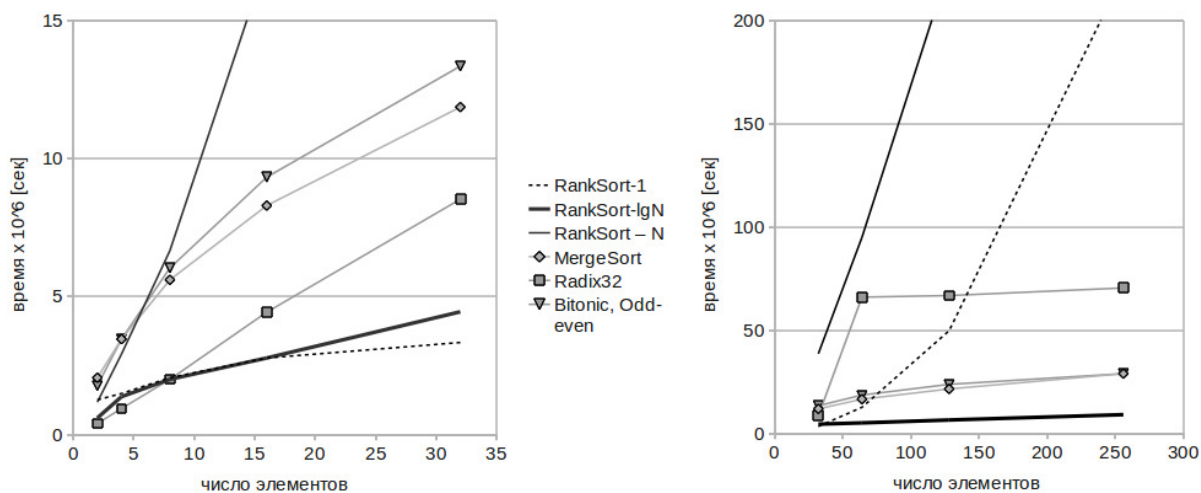 15
10
5
0
0 5 10 15 20 25 30 35
время x 10^6 [сек]
число элементов
RankSort-1
RankSort-lgN
RankSort – N
MergeSort
Radix32
Bitonic, Odd-
even
200
150
100
50
0
0 50 100 150 200 250 300
время x 10^6 [сек]
число элементов